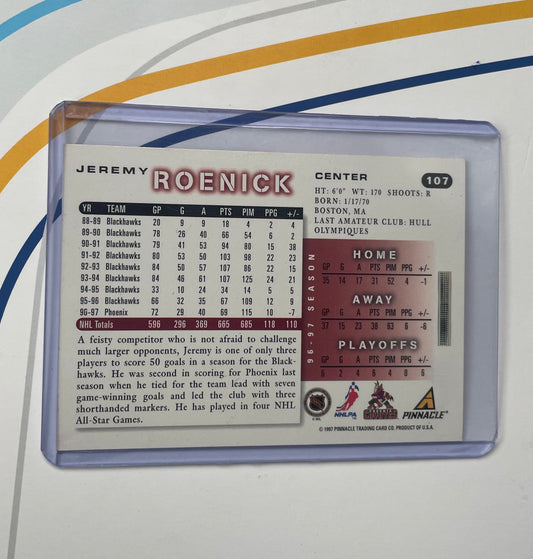 JEREMY ROENICK
CENTER 107
HT: 6'0" WT: 170 SHOOTS: R
BORN: 1/17/70
BOSTON, MA
LAST AMATEUR CLUB: HULL
OLYMPIQUES
YR TEAM GP G A PTS PIM PPG +/-
88-89 Blackhawks 20 9 9 18 4 2 4
89-90 Blackhawks 78 26 40 66 54 6 2
90-91 Blackhawks 79 41 53 94 80 15 38
91-92 Blackhawks 80 53 50 103 98 22 23
92-93 Blackhawks 84 50 57 107 86 22 15
93-94 Blackhawks 84 46 61 107 125 24 21
94-95 Blackhawks 33 10 24 34 14 5 5
95-96 Blackhawks 66 32 35 67 109 12 9
96-97 Phoenix 72 29 40 69 115 10 -7
NHL Totals 596 296 369 665 685 118 110
A feisty competitor who is not afraid to challenge
much larger opponents, Jeremy is one of only three
players to score 50 goals in a season for the Black-
hawks. He was second in scoring for Phoenix last
season when he tied for the team lead with seven
game-winning goals and led the club with three
shorthanded markers. He has played in four NHL
All-Star Games.
96-97 SEASON
HOME
GP G A PTS PIM PPG +/-
35 14 17 31 52
AWAY
GP G A PTS PIM PPG +/-
37 15 23 38 63 6 -6
PLAYOFFS
GP G A PTS PIM PPG +/-
6 2 4 6 4
NHL
NHLPA
COYOTES
PINNACLE
© 1997 PINNACLE TRADING CARD CO. PRODUCT OF U.S.A.